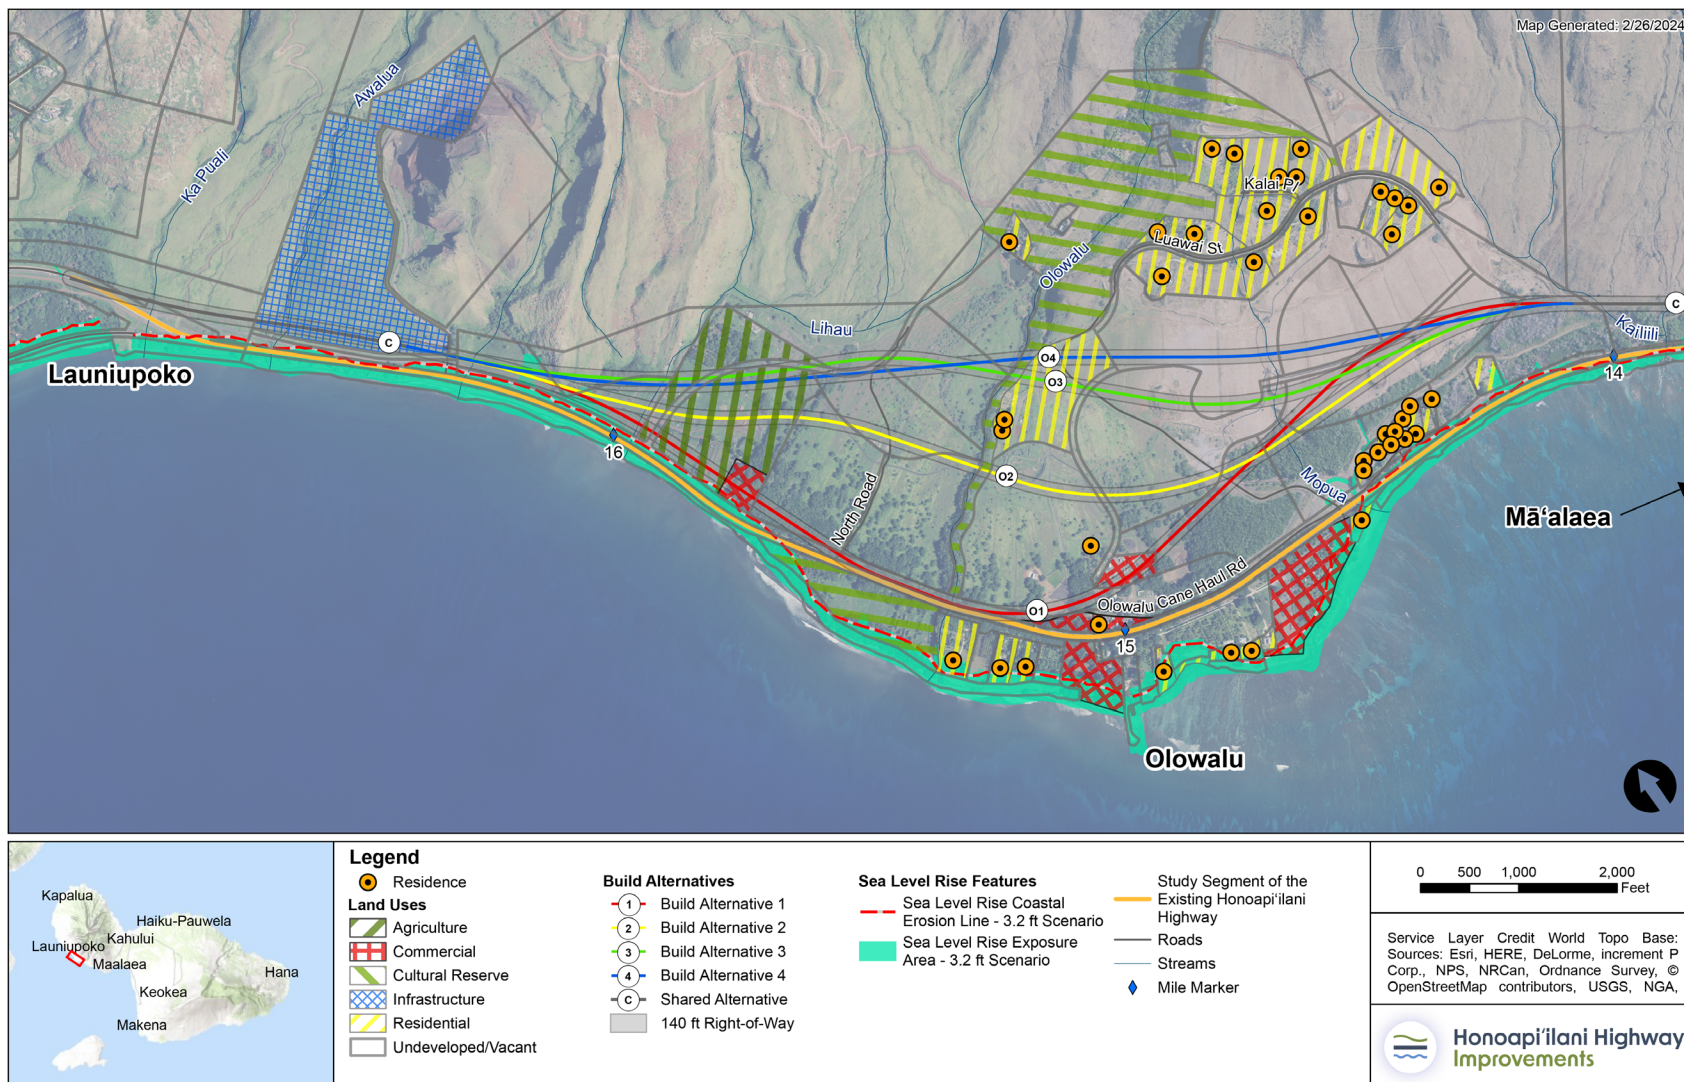 Map Generated: 2/26/2024
Awalua
Ka Puali
Kalai Pl
Luawai St
Olowalu
Lihau
C
C
Kailiili
O4
O3
14
Launiupoko
16
O2
Mopua
North Road
Māʻalaea
O1
Olowalu Cane Haul Rd
15
Olowalu
Kapalua
Haiku-Pauwela
Kahului
Launiupoko
Maalaea
Hana
Keokea
Makena
Legend
Residence
Land Uses
Agriculture
Commercial
Cultural Reserve
Infrastructure
Residential
Undeveloped/Vacant
Build Alternatives
1 Build Alternative 1
2 Build Alternative 2
3 Build Alternative 3
4 Build Alternative 4
C Shared Alternative
140 ft Right-of-Way
Sea Level Rise Features
Sea Level Rise Coastal
Erosion Line - 3.2 ft Scenario
Sea Level Rise Exposure
Area - 3.2 ft Scenario
Study Segment of the
Existing Honoapiʻilani
Highway
Roads
Streams
Mile Marker
0 500 1,000 2,000
Feet
Service Layer Credit World Topo Base:
Sources: Esri, HERE, DeLorme, increment P
Corp., NPS, NRCan, Ordnance Survey, ©
OpenStreetMap contributors, USGS, NGA,
Honoapiʻilani Highway
Improvements